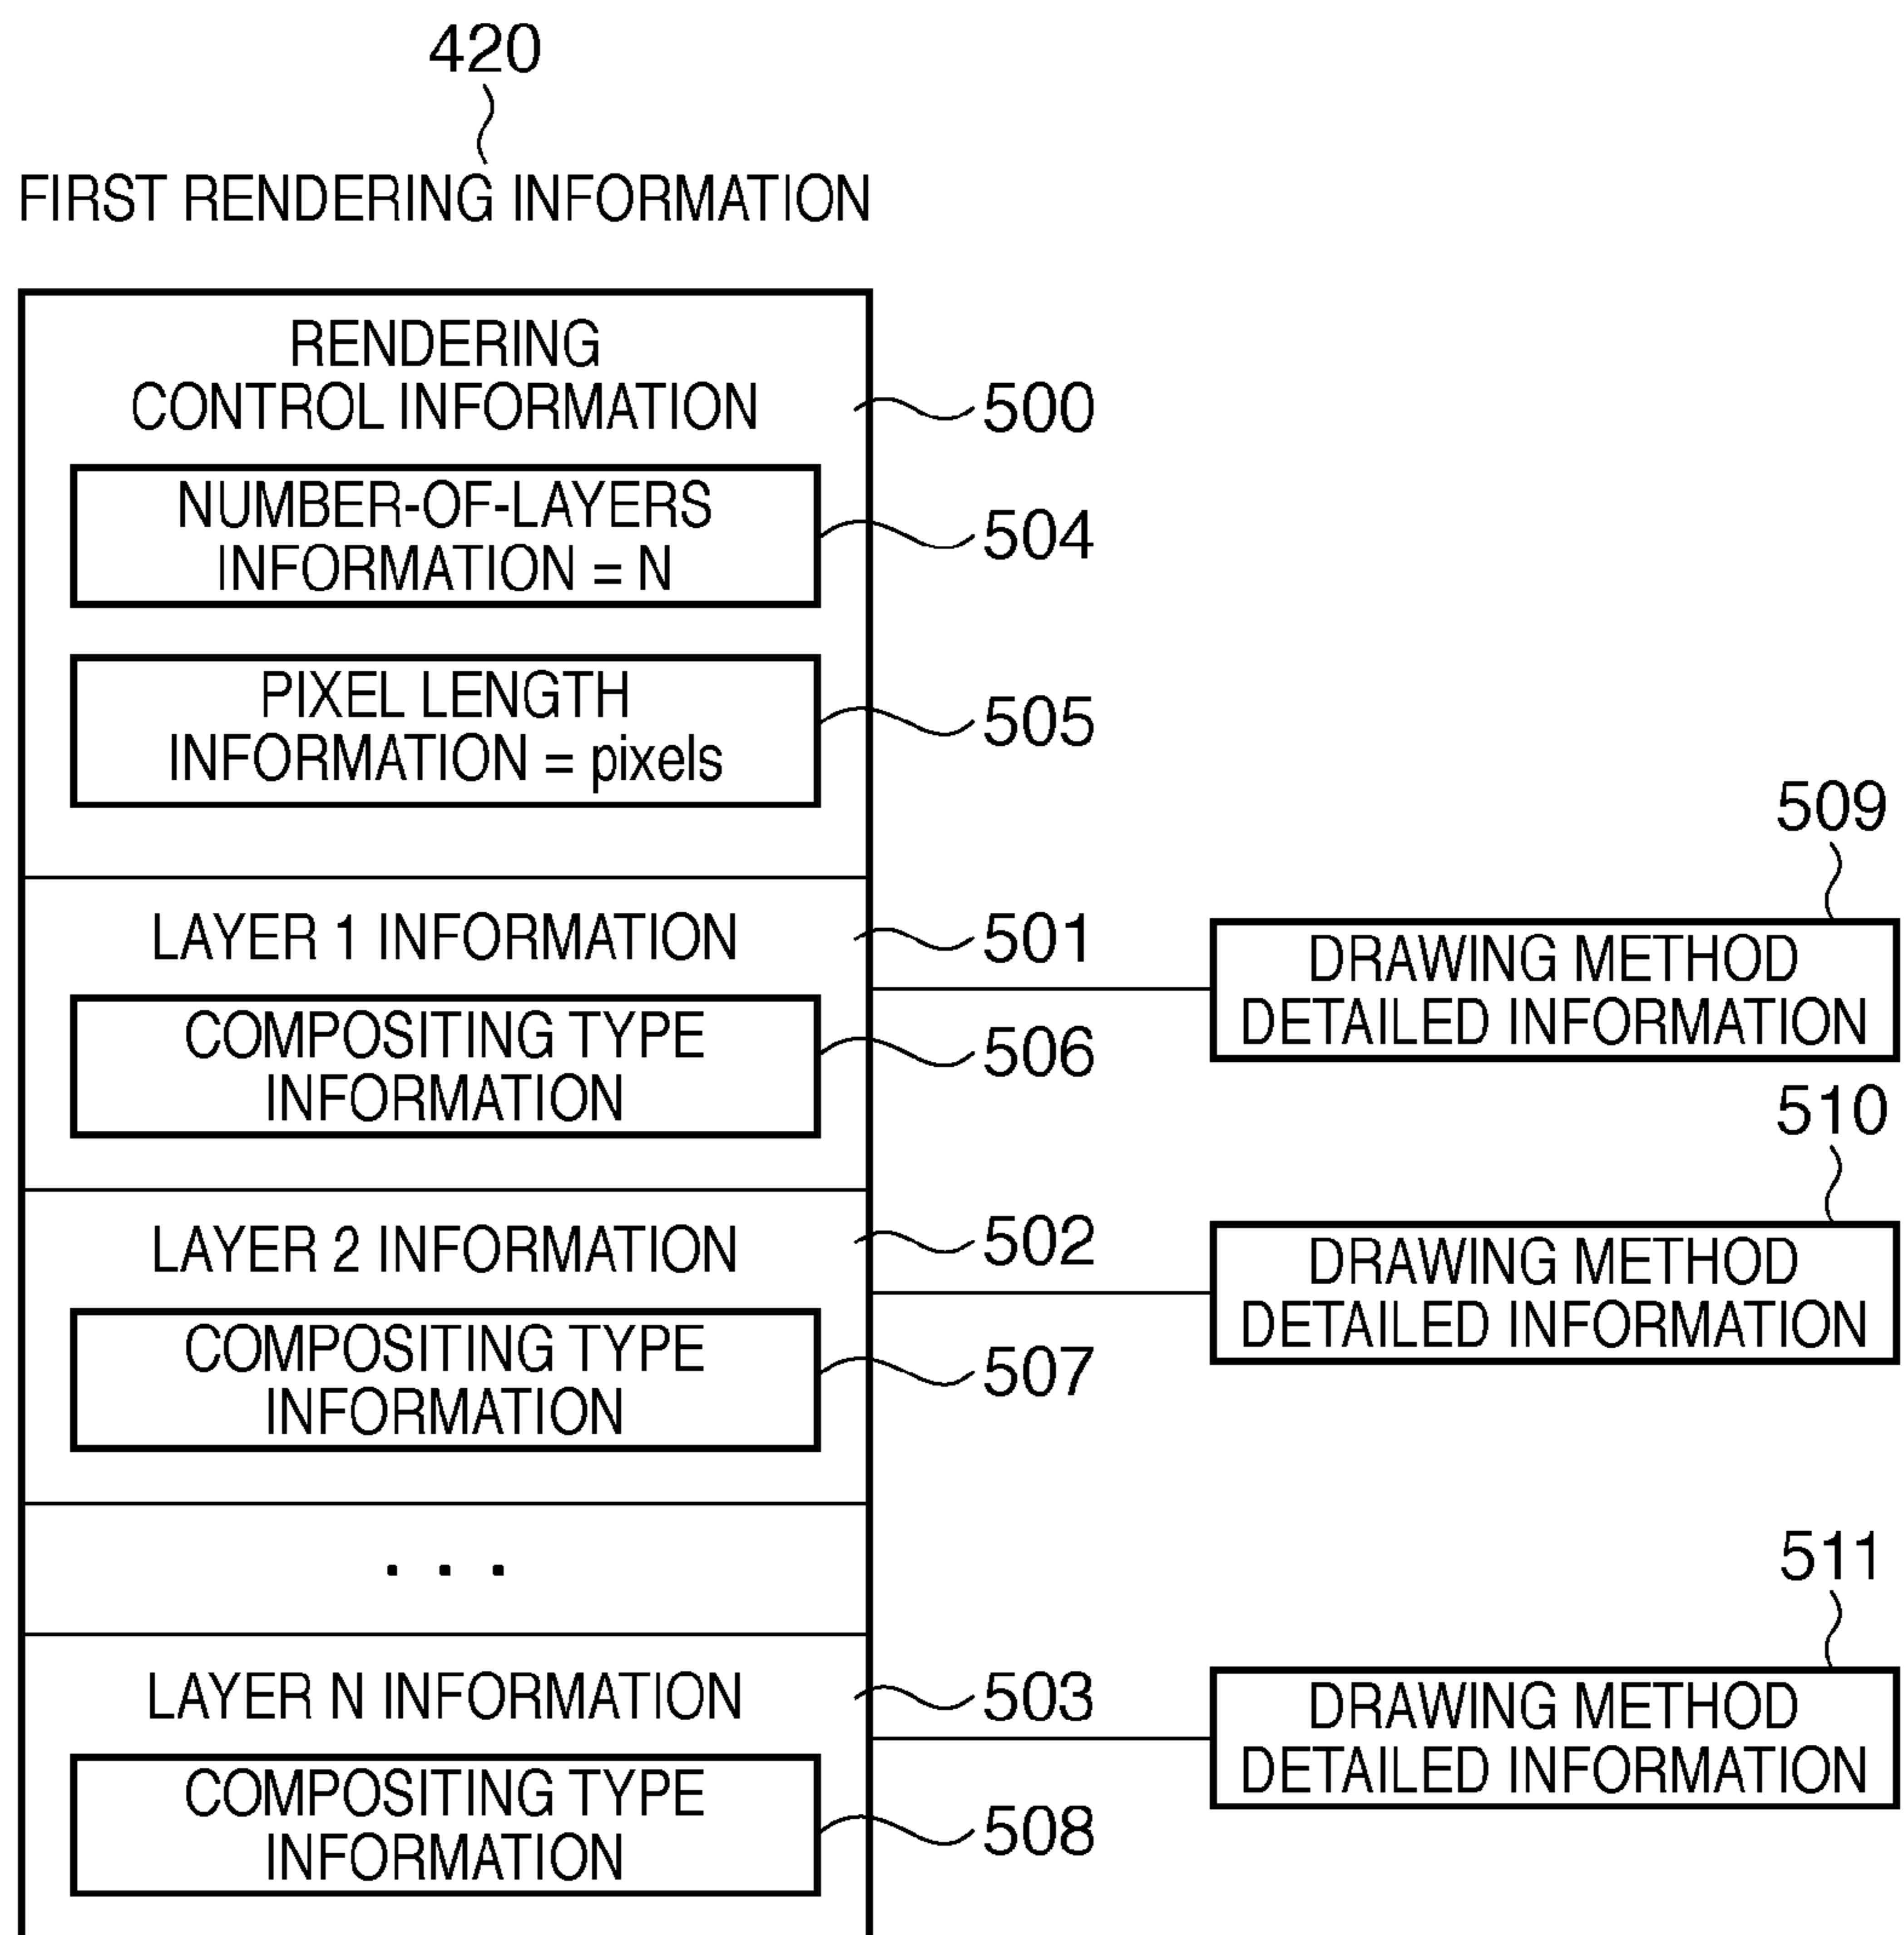 420
FIRST RENDERING INFORMATION
RENDERING
CONTROL INFORMATION
500
NUMBER-OF-LAYERS
INFORMATION = N
504
PIXEL LENGTH
INFORMATION = pixels
505
LAYER 1 INFORMATION
501
COMPOSITING TYPE
INFORMATION
506
509
DRAWING METHOD
DETAILED INFORMATION
LAYER 2 INFORMATION
502
COMPOSITING TYPE
INFORMATION
507
510
DRAWING METHOD
DETAILED INFORMATION
. . .
LAYER N INFORMATION
503
COMPOSITING TYPE
INFORMATION
508
511
DRAWING METHOD
DETAILED INFORMATION